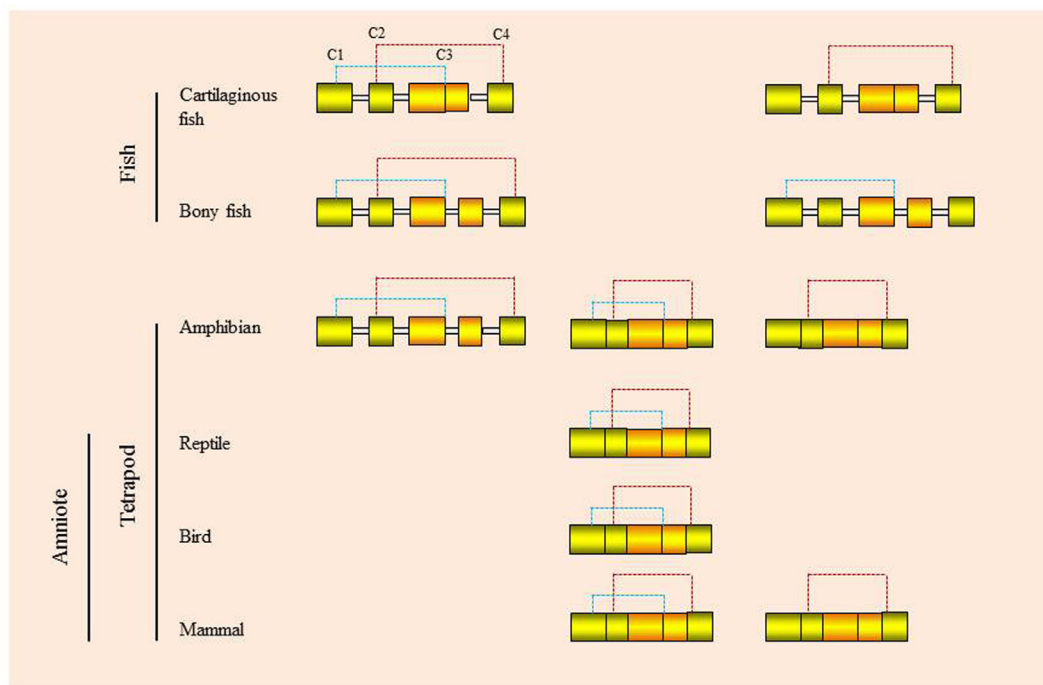 C2
C4
C1
C3
Cartilaginous
fish
Fish
Bony fish
Amphibian
Reptile
Tetrapod
Amniote
Bird
Mammal